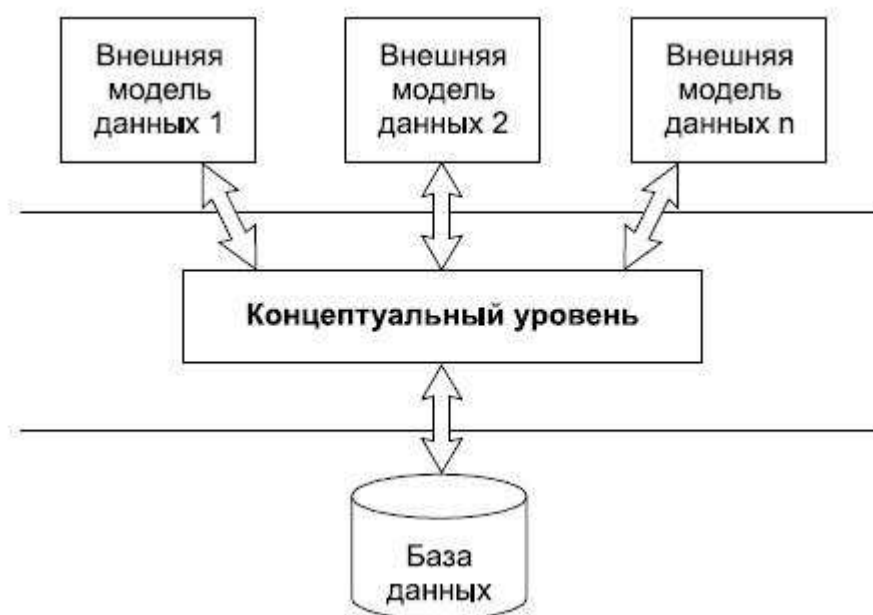 Внешняя
модель
данных 1
Внешняя
модель
данных 2
Внешняя
модель
данных n
Концептуальный уровень
База
данных